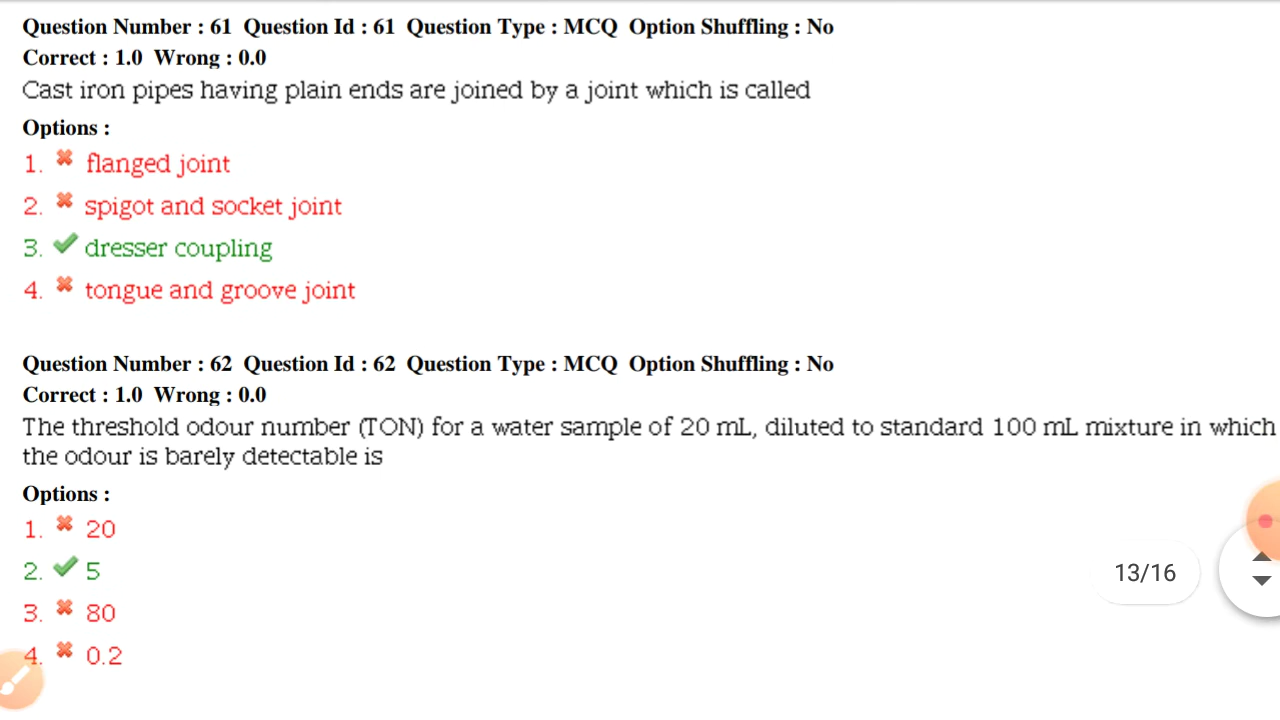 Question Number : 61 Question Id : 61 Question Type : MCQ Option Shuffling : No
Correct : 1.0 Wrong : 0.0
Cast iron pipes having plain ends are joined by a joint which is called
Options :
1. flanged joint
2. spigot and socket joint
3. dresser coupling
4. tongue and groove joint
Question Number : 62 Question Id : 62 Question Type : MCQ Option Shuffling : No
Correct : 1.0 Wrong : 0.0
The threshold odour number (TON) for a water sample of 20 mL, diluted to standard 100 mL mixture in which
the odour is barely detectable is
Options :
1. 20
2. 5
13/16
3. 80
4. 0.2